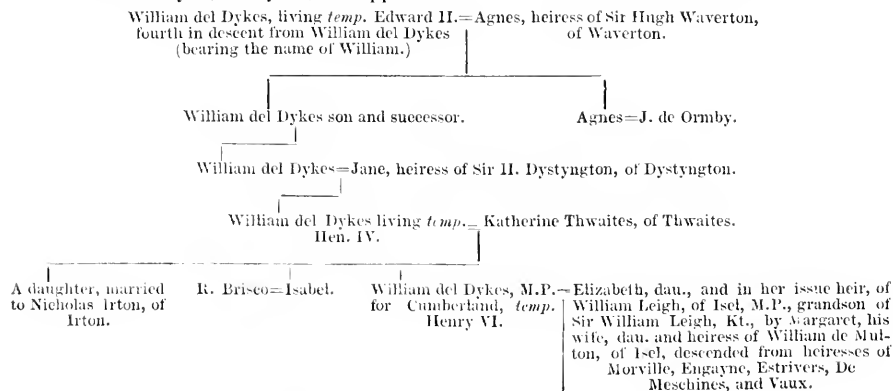 William del Dykes, living temp. Edward II.=Agnes, heiress of Sir Hugh Waverton,
fourth in descent from William del Dykes of Waverton.
(bearing the name of William.)
William del Dykes son and successor. Agnes=J. de Ormby.
William del Dykes=Jane, heiress of Sir H. Dystyngton, of Dystyngton.
William del Dykes living temp.= Katherine Thwaites, of Thwaites.
Hen. IV.
A daughter, married
to Nicholas Irton, of
Irton.
R. Brisco=Isabel.
William del Dykes, M.P.
for Cumberland, temp.
Henry VI.
=Elizabeth, dau., and in her issue heir, of
William Leigh, of Isel, M.P., grandson of
Sir William Leigh, Kt., by Margaret, his
wife, dau. and heiress of William de Mul-
ton, of Isel, descended from heiresses of
Morville, Engayne, Estrivers, De
Meschines, and Vaux.